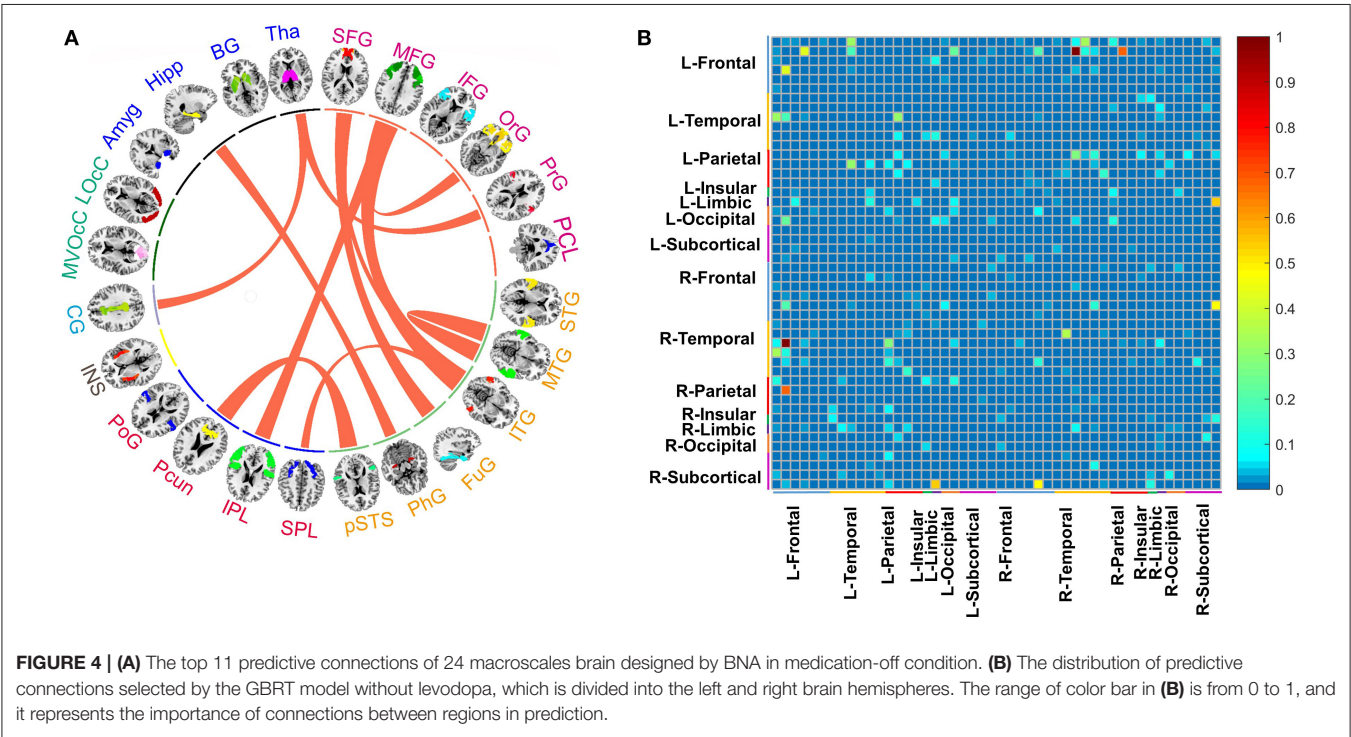 A
SFG
MFG
IFG
OrG
PrG
PCL
STG
MTG
ITG
FuG
PhG
pSTS
SPL
IPL
Pcun
PoG
INS
CG
MVOcC
LOcC
Amyg
Hipp
BG
Tha
B
L-Frontal
L-Temporal
L-Parietal
L-Insular
L-Limbic
L-Occipital
L-Subcortical
R-Frontal
R-Temporal
R-Parietal
R-Insular
R-Limbic
R-Occipital
R-Subcortical
L-Frontal
L-Temporal
L-Parietal
L-Insular
L-Limbic
L-Occipital
L-Subcortical
R-Frontal
R-Temporal
R-Parietal
R-Insular
R-Limbic
R-Occipital
R-Subcortical
1
0.9
0.8
0.7
0.6
0.5
0.4
0.3
0.2
0.1
0
FIGURE 4 | (A) The top 11 predictive connections of 24 macroscales brain designed by BNA in medication-off condition. (B) The distribution of predictive
connections selected by the GBRT model without levodopa, which is divided into the left and right brain hemispheres. The range of color bar in (B) is from 0 to 1, and
it represents the importance of connections between regions in prediction.